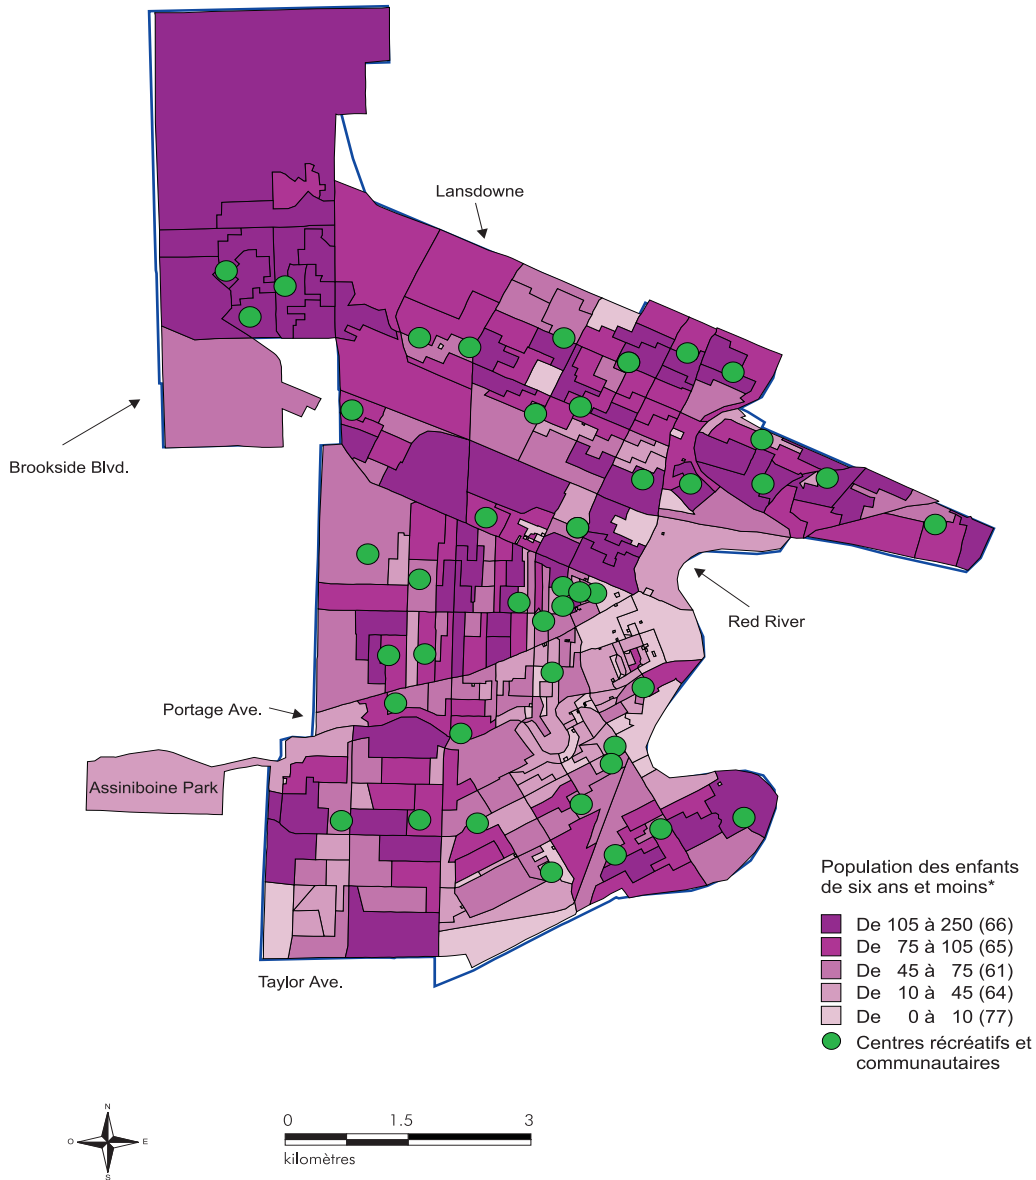 Lansdowne
Brookside Blvd.
Red River
Portage Ave.
Assiniboine Park
Taylor Ave.
Population des enfants
de six ans et moins*
De 105 à 250 (66)
De 75 à 105 (65)
De 45 à 75 (61)
De 10 à 45 (64)
De 0 à 10 (77)
Centres récréatifs et
communautaires
N
O E
S
0 1.5 3
kilomètres